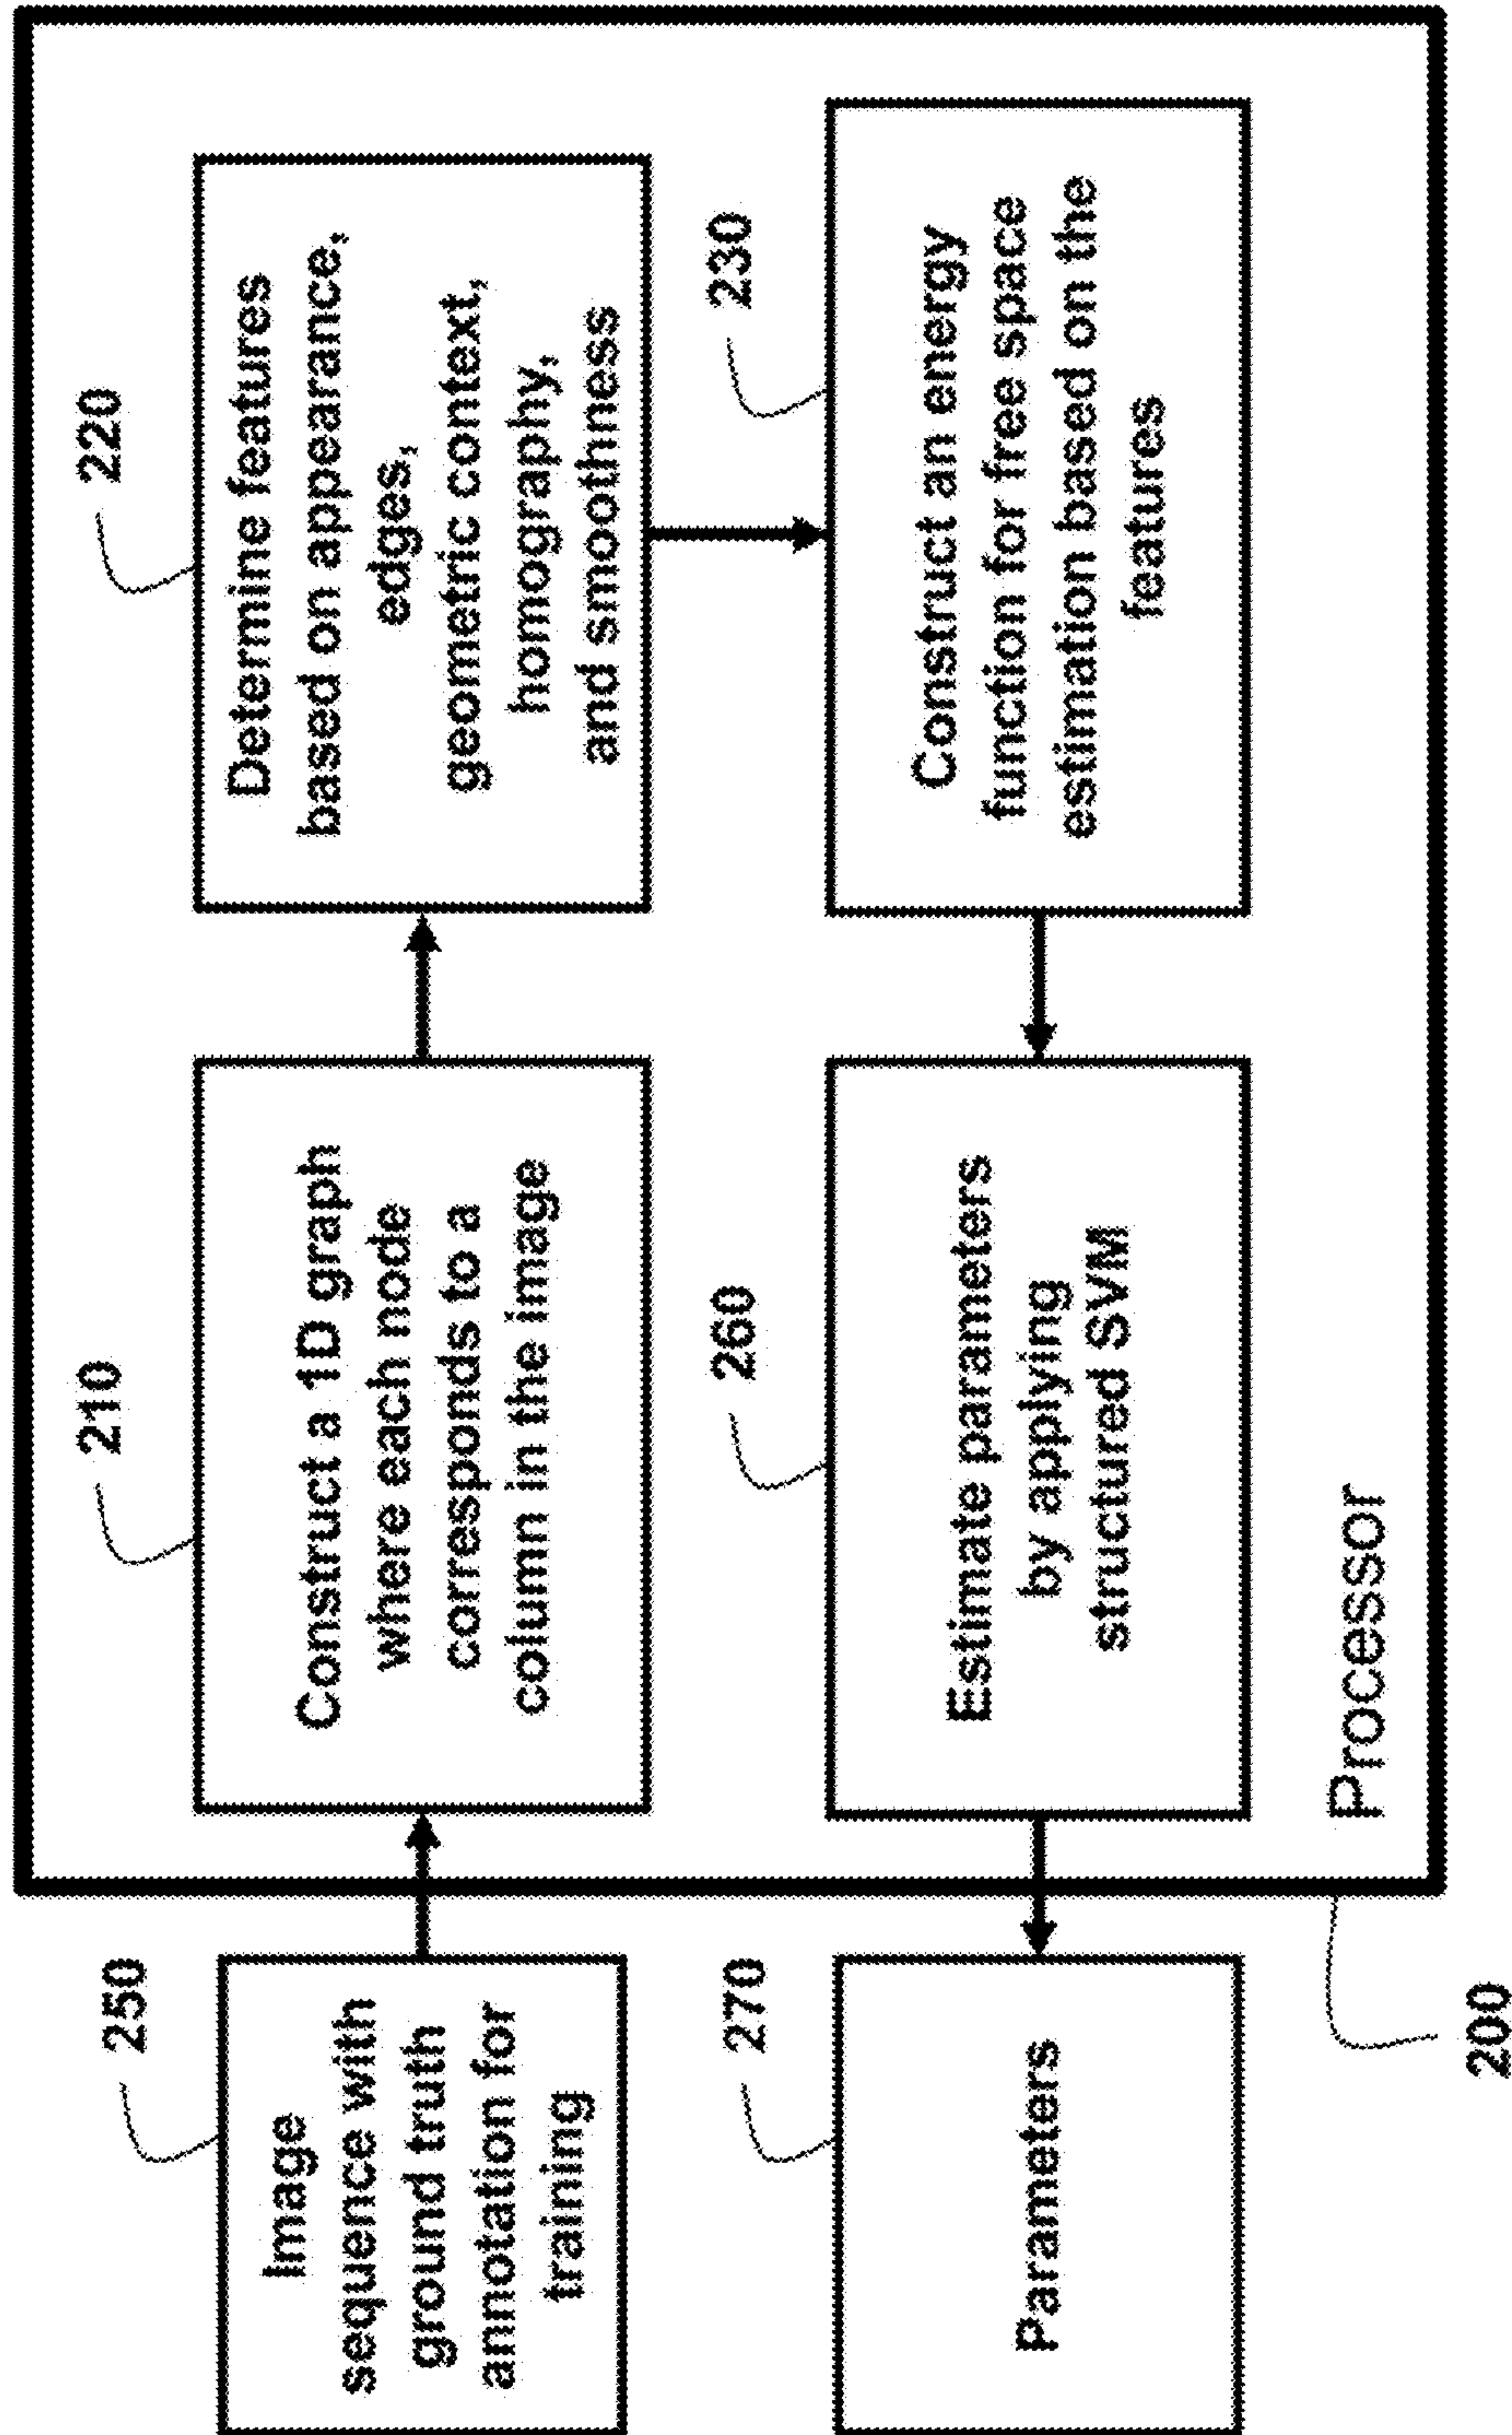 250
Image
sequence with
ground truth
annotation for
training
210
Construct a 1D graph
where each node
corresponds to a
column in the image
220
Determine features
based on appearance,
edges,
geometric context,
homography,
and smoothness
230
Construct an energy
function for free space
estimation based on the
features
260
Estimate parameters
by applying
structured SVM
270
Parameters
Processor
200